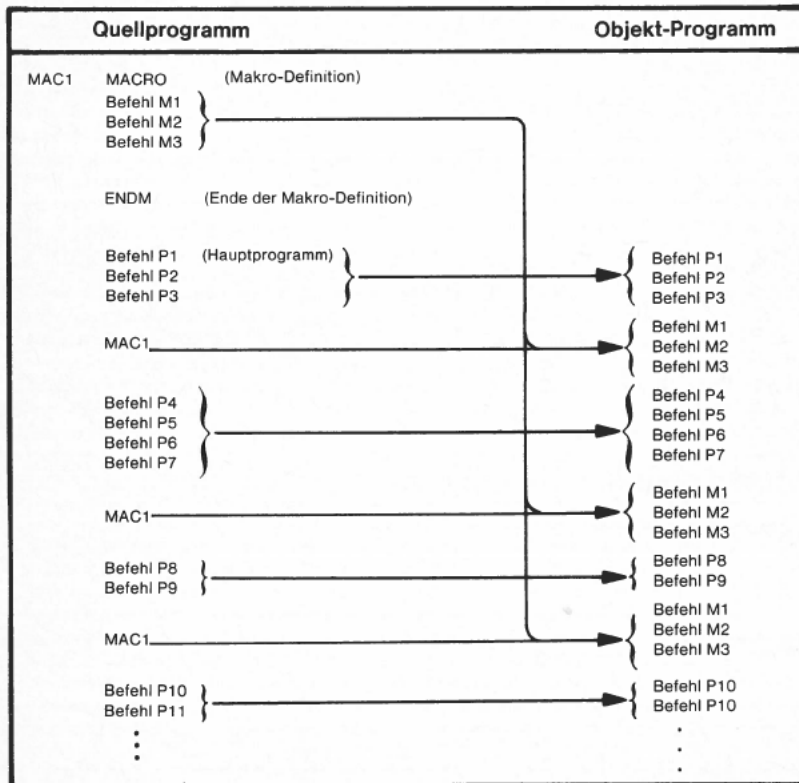 Quellprogramm Objekt-Programm
MAC1 MACRO (Makro-Definition)
Befehl M1
Befehl M2
Befehl M3
ENDM (Ende der Makro-Definition)
Befehl P1 (Hauptprogramm)
Befehl P2
Befehl P3
Befehl P1
Befehl P2
Befehl P3
MAC1
Befehl M1
Befehl M2
Befehl M3
Befehl P4
Befehl P5
Befehl P6
Befehl P7
Befehl P4
Befehl P5
Befehl P6
Befehl P7
MAC1
Befehl M1
Befehl M2
Befehl M3
Befehl P8
Befehl P9
Befehl P8
Befehl P9
MAC1
Befehl M1
Befehl M2
Befehl M3
Befehl P10
Befehl P11
Befehl P10
Befehl P10